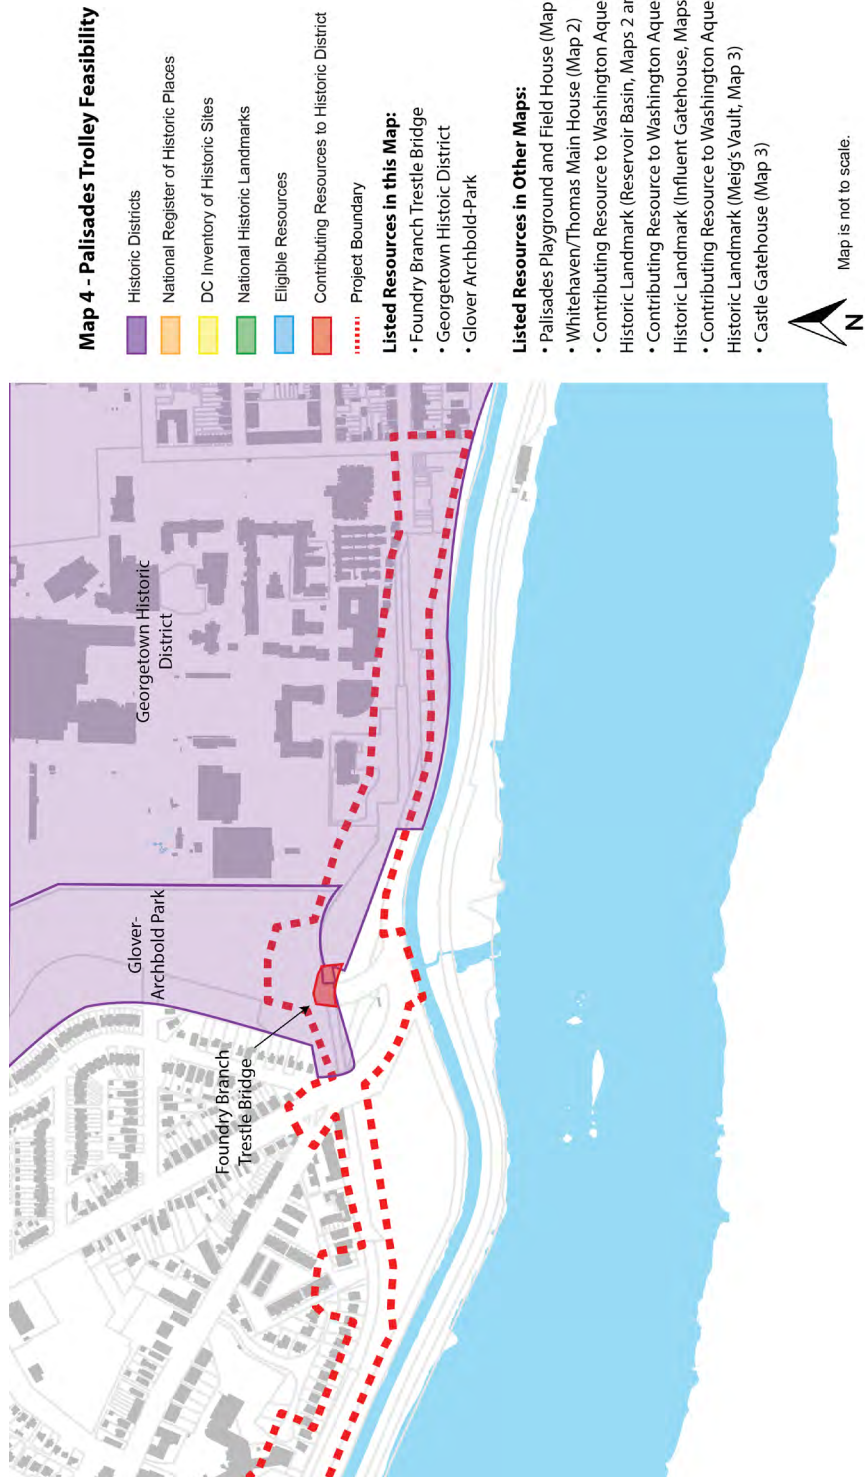 Map 4 - Palisades Trolley Feasibility
Historic Districts
National Register of Historic Places
DC Inventory of Historic Sites
National Historic Landmarks
Eligible Resources
Contributing Resources to Historic District
Project Boundary
Listed Resources in this Map:
• Foundry Branch Trestle Bridge
• Georgetown Histoic District
• Glover Archbold-Park
Listed Resources in Other Maps:
• Palisades Playground and Field House (Map
• Whitehaven/Thomas Main House (Map 2)
• Contributing Resource to Washington Aque
Historic Landmark (Reservoir Basin, Maps 2 ar
• Contributing Resource to Washington Aque
Historic Landmark (Influent Gatehouse, Maps
• Contributing Resource to Washington Aque
Historic Landmark (Meig's Vault, Map 3)
• Castle Gatehouse (Map 3)
Map is not to scale.
N
Georgetown Historic
District
Glover-
Archbold Park
Foundry Branch
Trestle Bridge